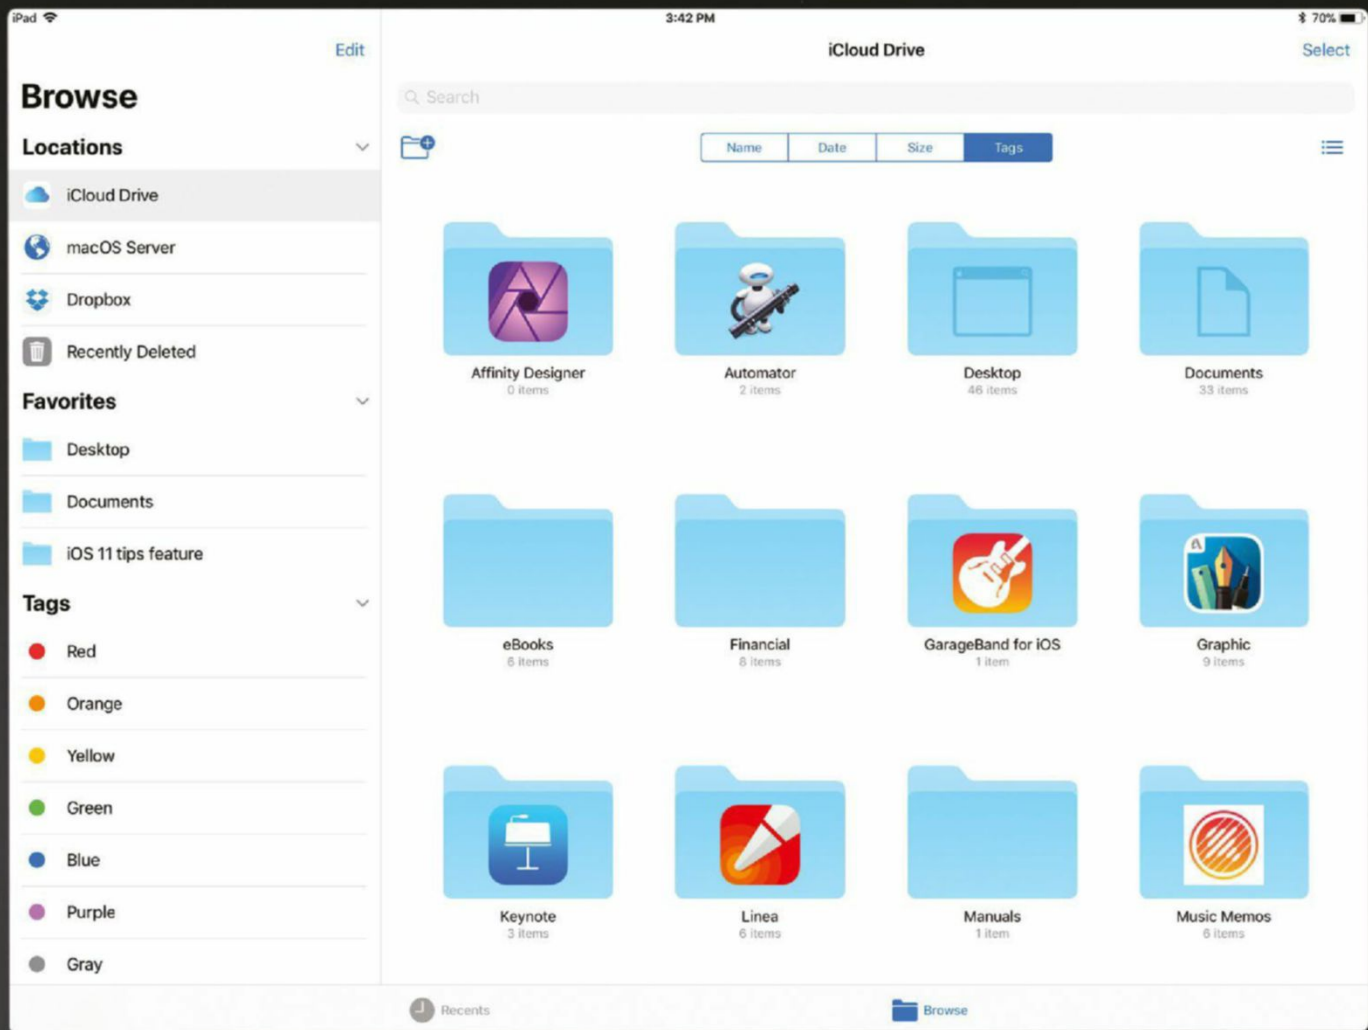 iPad
3:42 PM
70%
Edit
iCloud Drive
Select
Browse
Search
Locations
Name Date Size Tags
iCloud Drive
macOS Server
Dropbox
Recently Deleted
Favorites
Desktop
Documents
iOS 11 tips feature
Tags
Red
Orange
Yellow
Green
Blue
Purple
Gray
Affinity Designer Automator Desktop Documents
0 items 2 items 46 items 33 items
eBooks Financial GarageBand for iOS Graphic
6 items 8 items 1 item 9 items
Keynote Linea Manuals Music Memos
3 items 6 items 1 item 6 items
Recents Browse